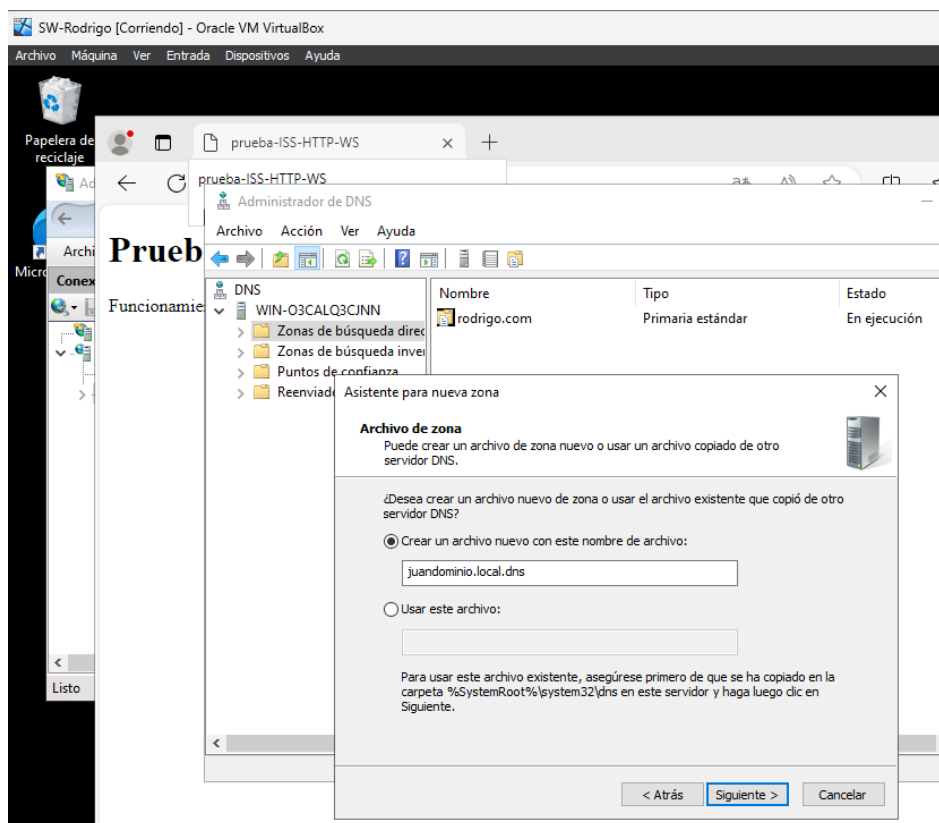 SW-Rodrigo [Corriendo] - Oracle VM VirtualBox
Archivo Máquina Ver Entrada Dispositivos Ayuda
Papelera de
reciclaje
prueba-ISS-HTTP-WS
prueba-ISS-HTTP-WS
Ad
Archi
Micro
Conex
Listo
Prueb
Funcionamie
Administrador de DNS
Archivo Acción Ver Ayuda
DNS
WIN-O3CALQ3CJNN
Zonas de búsqueda direc
Zonas de búsqueda inver
Puntos de confianza
Reenviado
Nombre Tipo Estado
rodrigo.com Primaria estándar En ejecución
Asistente para nueva zona
Archivo de zona
Puede crear un archivo de zona nuevo o usar un archivo copiado de otro
servidor DNS.
¿Desea crear un archivo nuevo de zona o usar el archivo existente que copió de otro
servidor DNS?
Crear un archivo nuevo con este nombre de archivo:
juandominio.local.dns
Usar este archivo:
Para usar este archivo existente, asegúrese primero de que se ha copiado en la
carpeta %SystemRoot%\system32\dns en este servidor y haga luego clic en
Siguiente.
< Atrás Siguiente > Cancelar